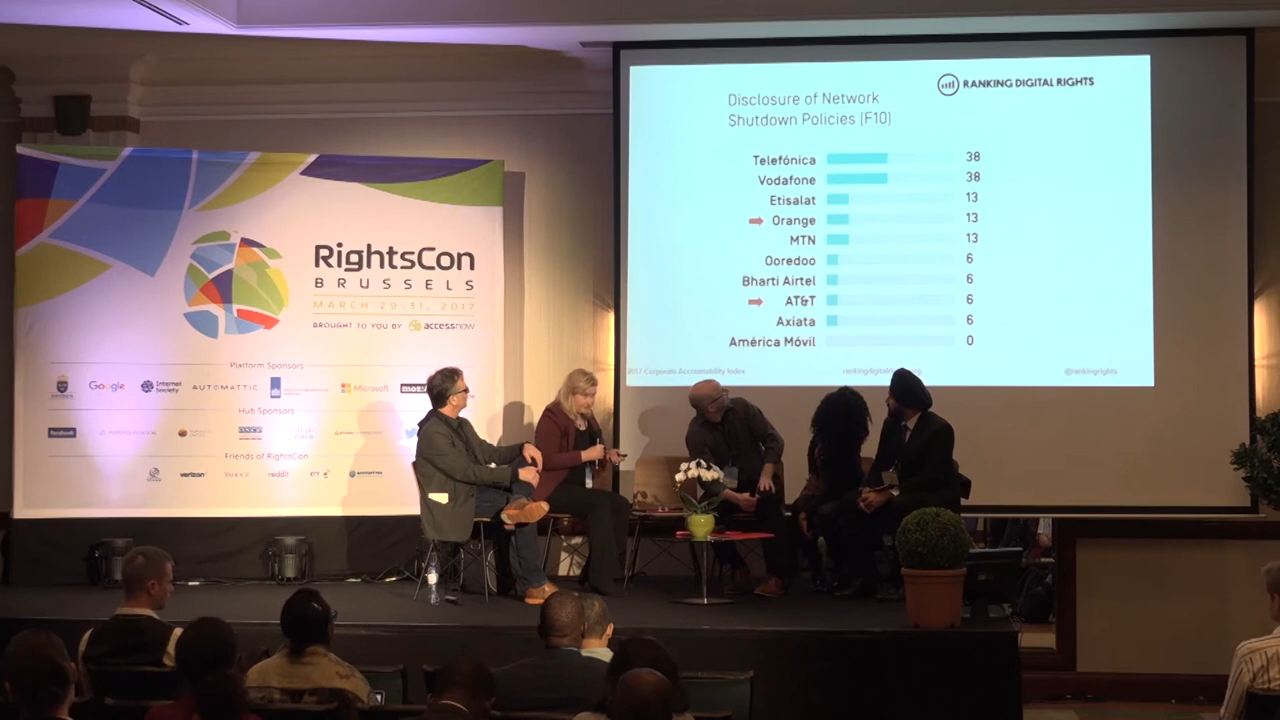 RightsCon
BRUSSELS
MARCH 29-31, 2017
BROUGHT TO YOU BY accessnow
Platform Sponsors
Google
Internet Society
AUTOMATTIC
Microsoft
Hub Sponsors
facebook
Friends of RightsCon
verizon
YAHOO!
reddit
RANKING DIGITAL RIGHTS
Disclosure of Network
Shutdown Policies (F10)
Telefónica 38
Vodafone 38
Etisalat 13
Orange 13
MTN 13
Ooredoo 6
Bharti Airtel 6
AT&T 6
Axiata 6
América Móvil 0
2017 Corporate Accountability Index
@rankingrights